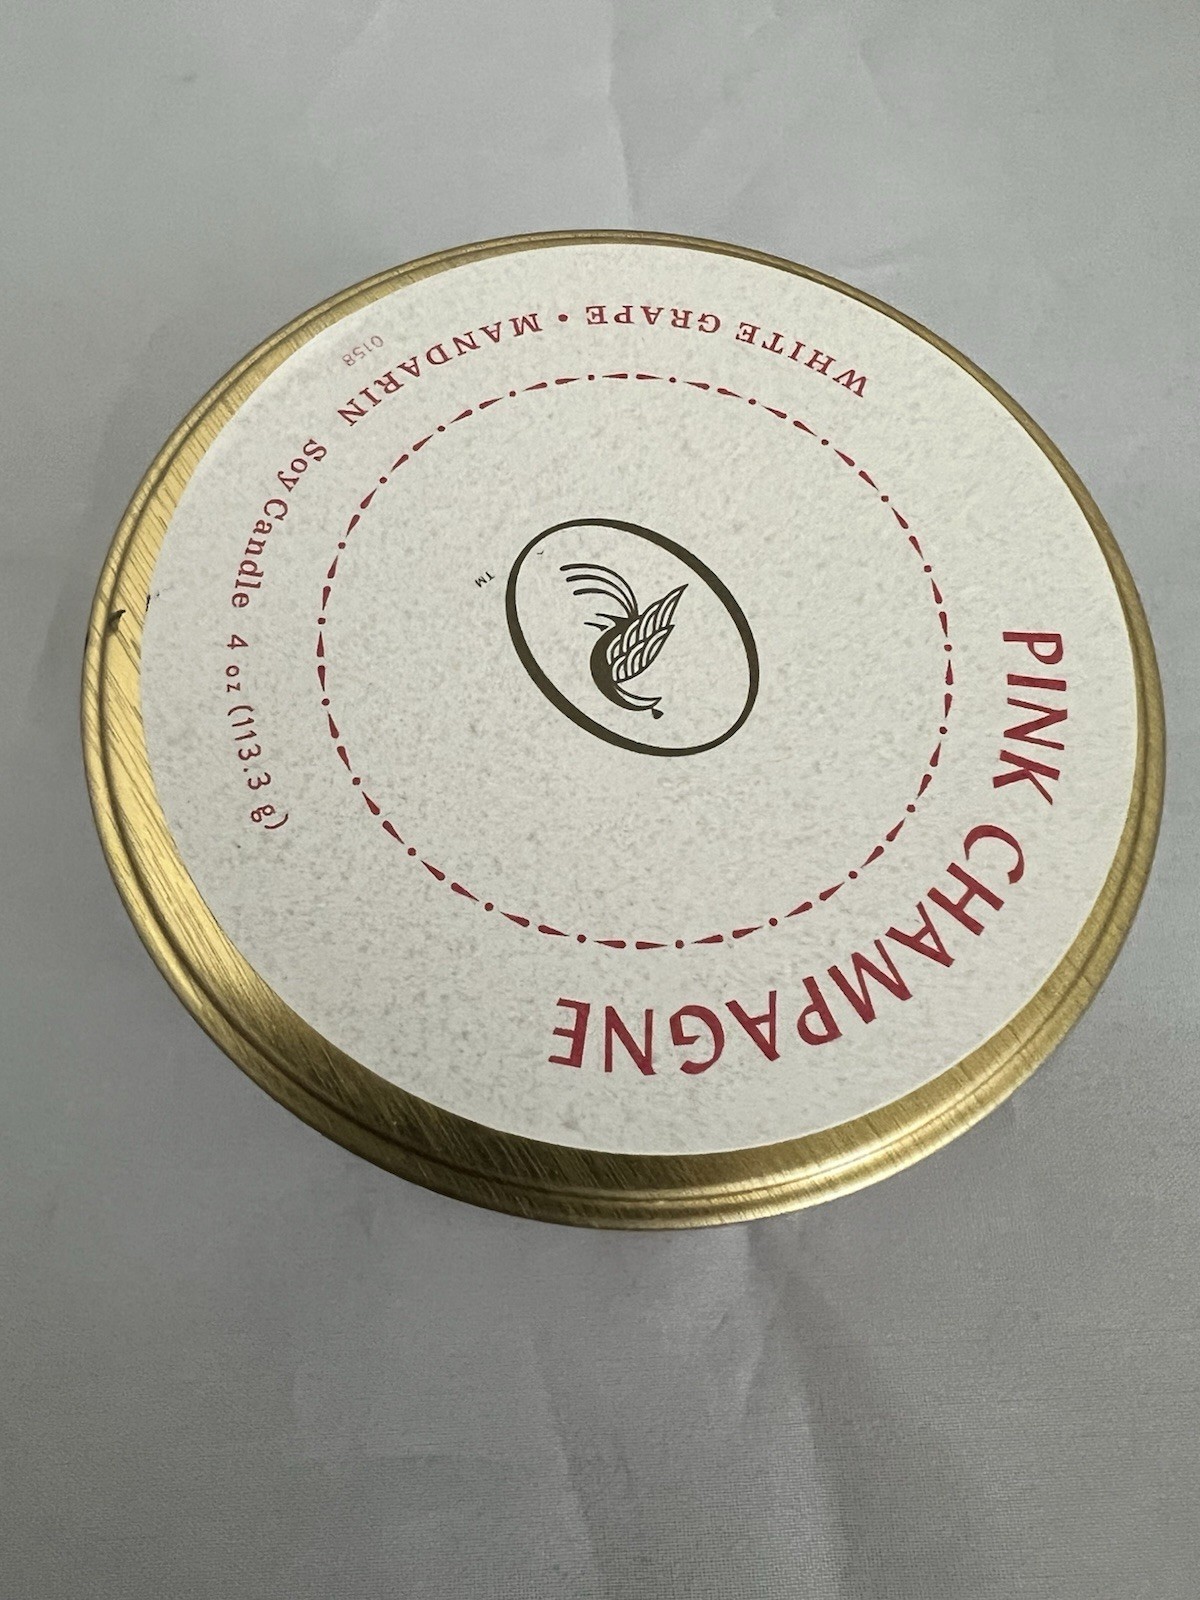 PINK CHAMPAGNE
WHITE GRAPE • MANDARIN Soy Candle 4 oz (113.3 g)
0158
TM